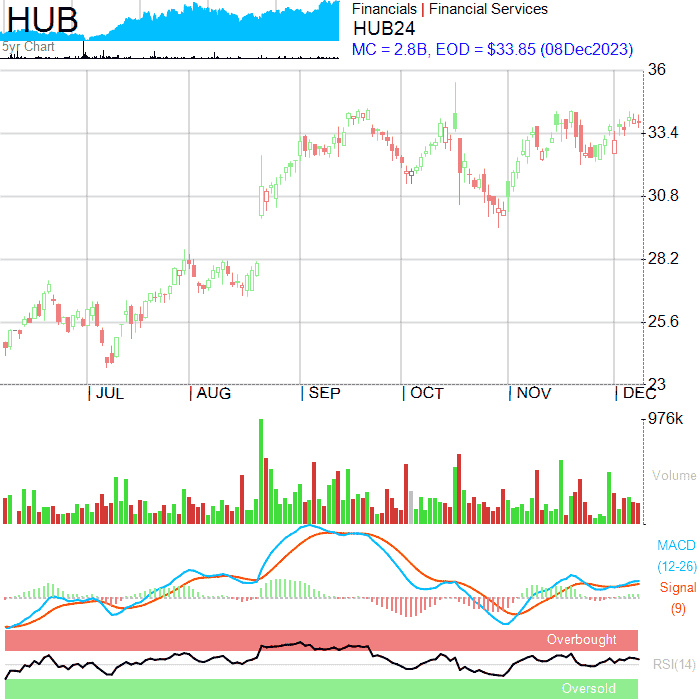 HUB
5yr Chart
Financials | Financial Services
HUB24
MC = 2.8B, EOD = $33.85 (08Dec2023)
36
33.4
30.8
28.2
25.6
23
JUL
AUG
SEP
OCT
NOV
DEC
976k
Volume
MACD
(12-26)
Signal
(9)
Overbought
RSI(14)
Oversold